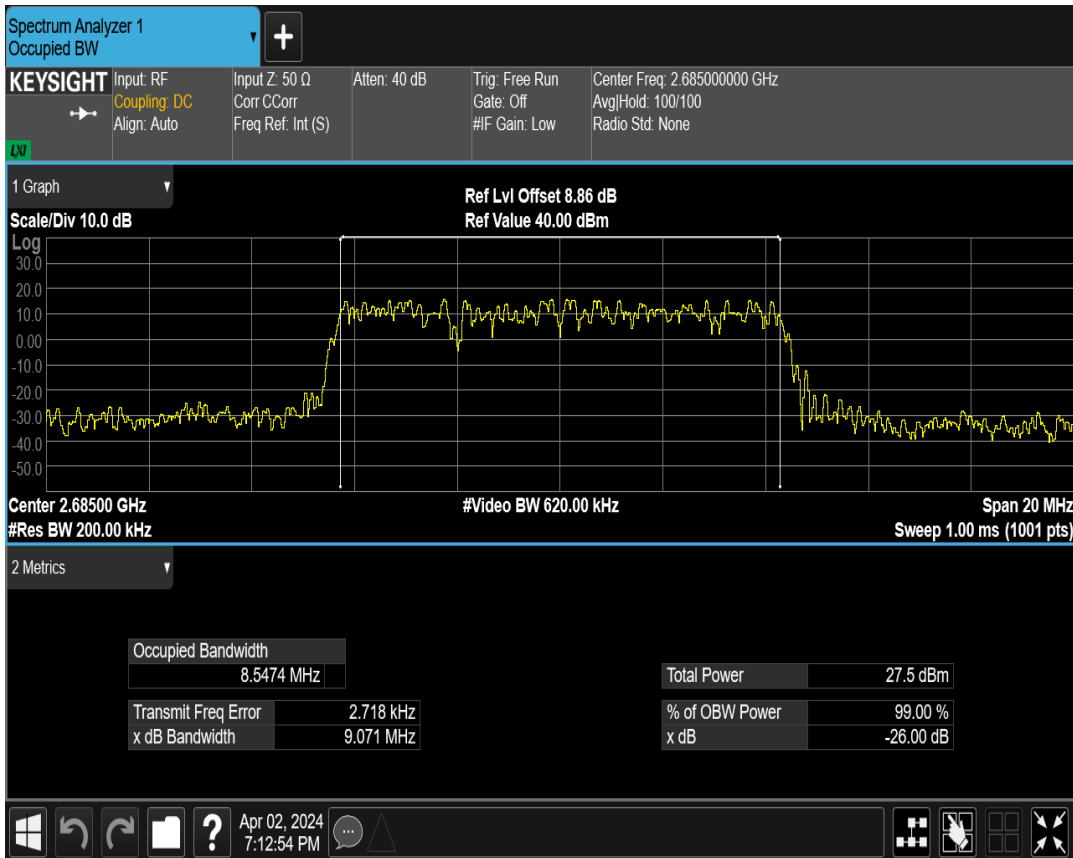 Spectrum Analyzer 1
Occupied BW
+
KEYSIGHT
Input: RF
Coupling: DC
Align: Auto
Input Z: 50 Ω
Corr CCorr
Freq Ref: Int (S)
Atten: 40 dB
Trig: Free Run
Gate: Off
#IF Gain: Low
Center Freq: 2.685000000 GHz
Avg|Hold: 100/100
Radio Std: None
LXI
1 Graph
Scale/Div 10.0 dB
Ref Lvl Offset 8.86 dB
Ref Value 40.00 dBm
Log
30.0
20.0
10.0
0.00
-10.0
-20.0
-30.0
-40.0
-50.0
Center 2.68500 GHz
#Res BW 200.00 kHz
#Video BW 620.00 kHz
Span 20 MHz
Sweep 1.00 ms (1001 pts)
2 Metrics
Occupied Bandwidth
8.5474 MHz
Transmit Freq Error 2.718 kHz
x dB Bandwidth 9.071 MHz
Total Power 27.5 dBm
% of OBW Power 99.00 %
x dB -26.00 dB
?
Apr 02, 2024
7:12:54 PM